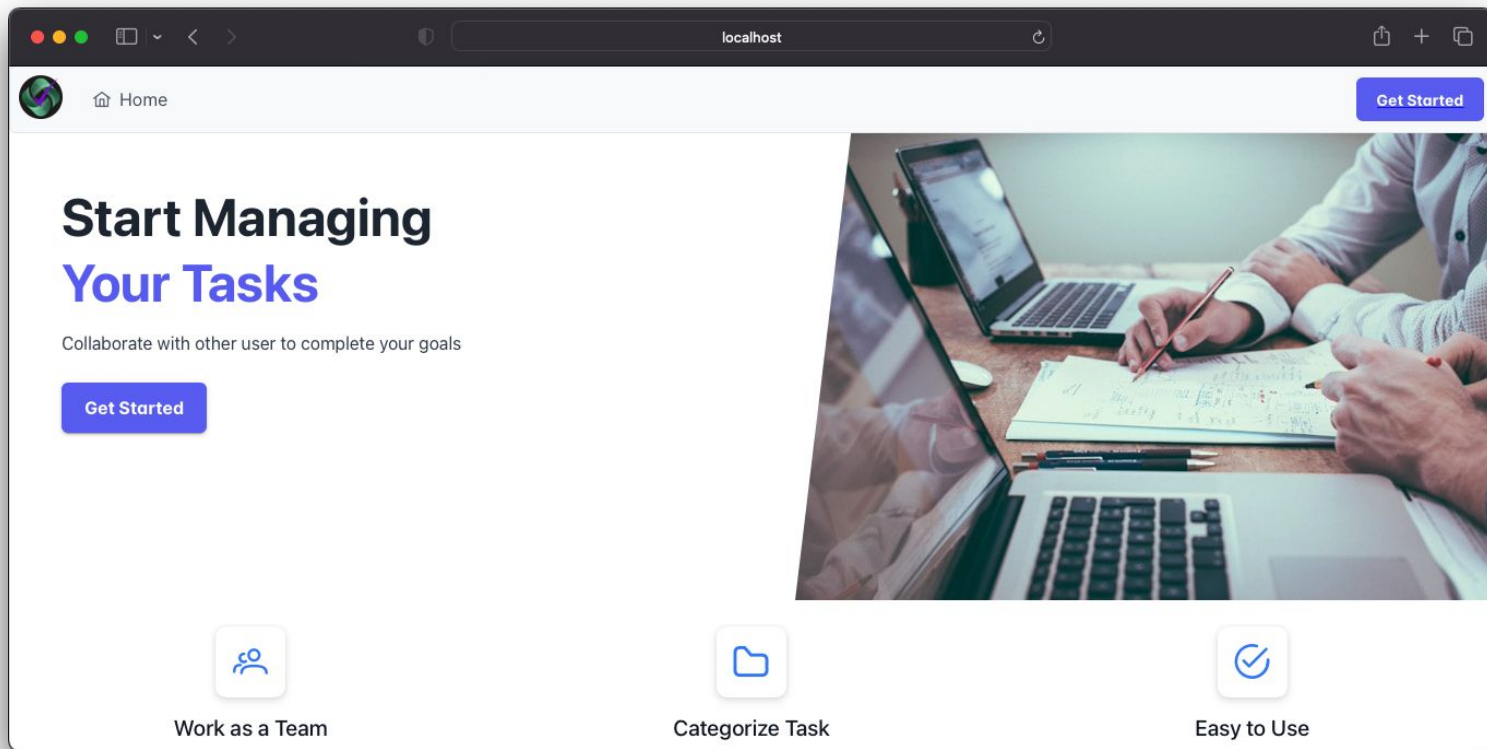 localhost
Home
Get Started
Start Managing
Your Tasks
Collaborate with other user to complete your goals
Get Started
Work as a Team
Categorize Task
Easy to Use